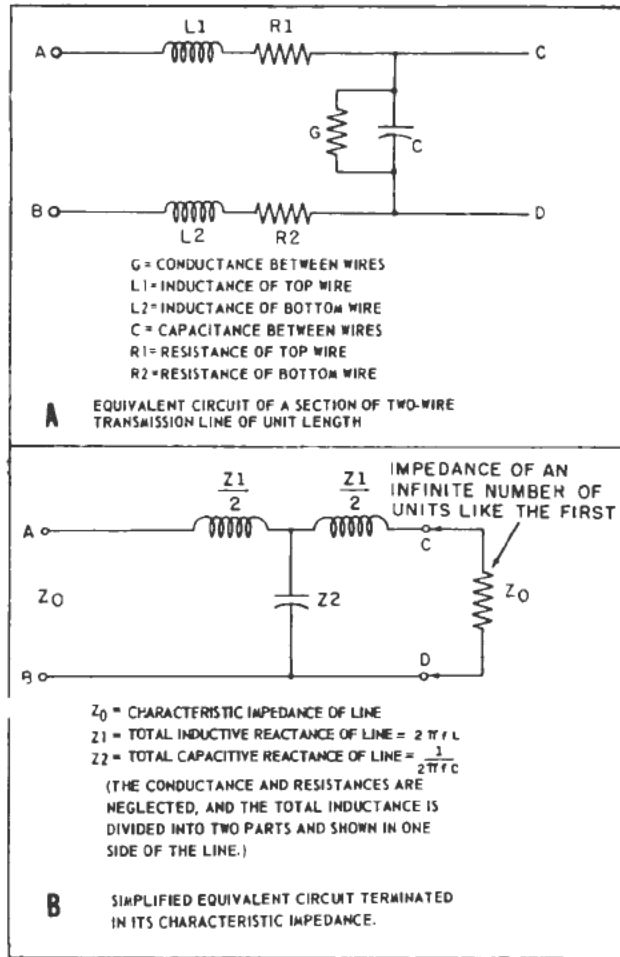 L1 R1
A C
G C
B D
L2 R2
G = CONDUCTANCE BETWEEN WIRES
L1 = INDUCTANCE OF TOP WIRE
L2 = INDUCTANCE OF BOTTOM WIRE
C = CAPACITANCE BETWEEN WIRES
R1 = RESISTANCE OF TOP WIRE
R2 = RESISTANCE OF BOTTOM WIRE
A EQUIVALENT CIRCUIT OF A SECTION OF TWO-WIRE
TRANSMISSION LINE OF UNIT LENGTH
IMPEDANCE OF AN
INFINITE NUMBER OF
UNITS LIKE THE FIRST
Z1/2 Z1/2
A C
Z0 Z2 Z0
B D
Z0 = CHARACTERISTIC IMPEDANCE OF LINE
Z1 = TOTAL INDUCTIVE REACTANCE OF LINE = 2πfL
Z2 = TOTAL CAPACITIVE REACTANCE OF LINE = 1/2πfC
(THE CONDUCTANCE AND RESISTANCES ARE
NEGLECTED, AND THE TOTAL INDUCTANCE IS
DIVIDED INTO TWO PARTS AND SHOWN IN ONE
SIDE OF THE LINE.)
B SIMPLIFIED EQUIVALENT CIRCUIT TERMINATED
IN ITS CHARACTERISTIC IMPEDANCE.